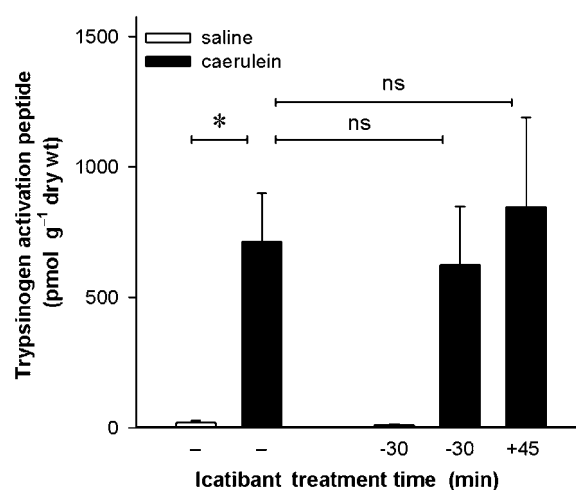 1500
saline
caerulein
ns
*
ns
1000
500
0
Trypsinogen activation peptide
(pmol g⁻¹ dry wt)
– – -30 -30 +45
Icatibant treatment time (min)